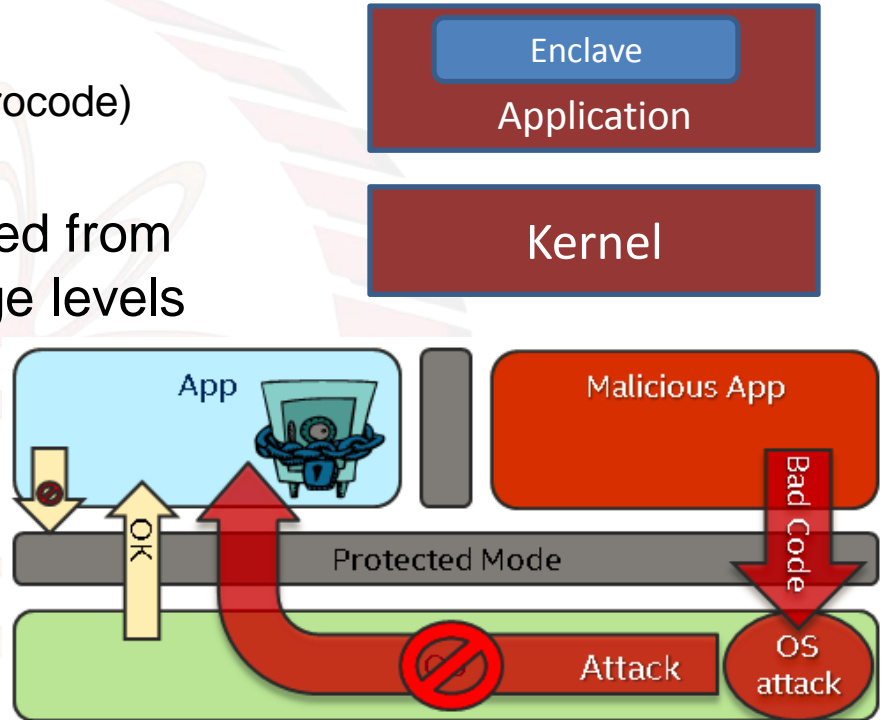 Enclave
rocode)
Application
ed from
Kernel
ge levels
App
Malicious App
Bad Code
OK
Protected Mode
OS
Attack
attack